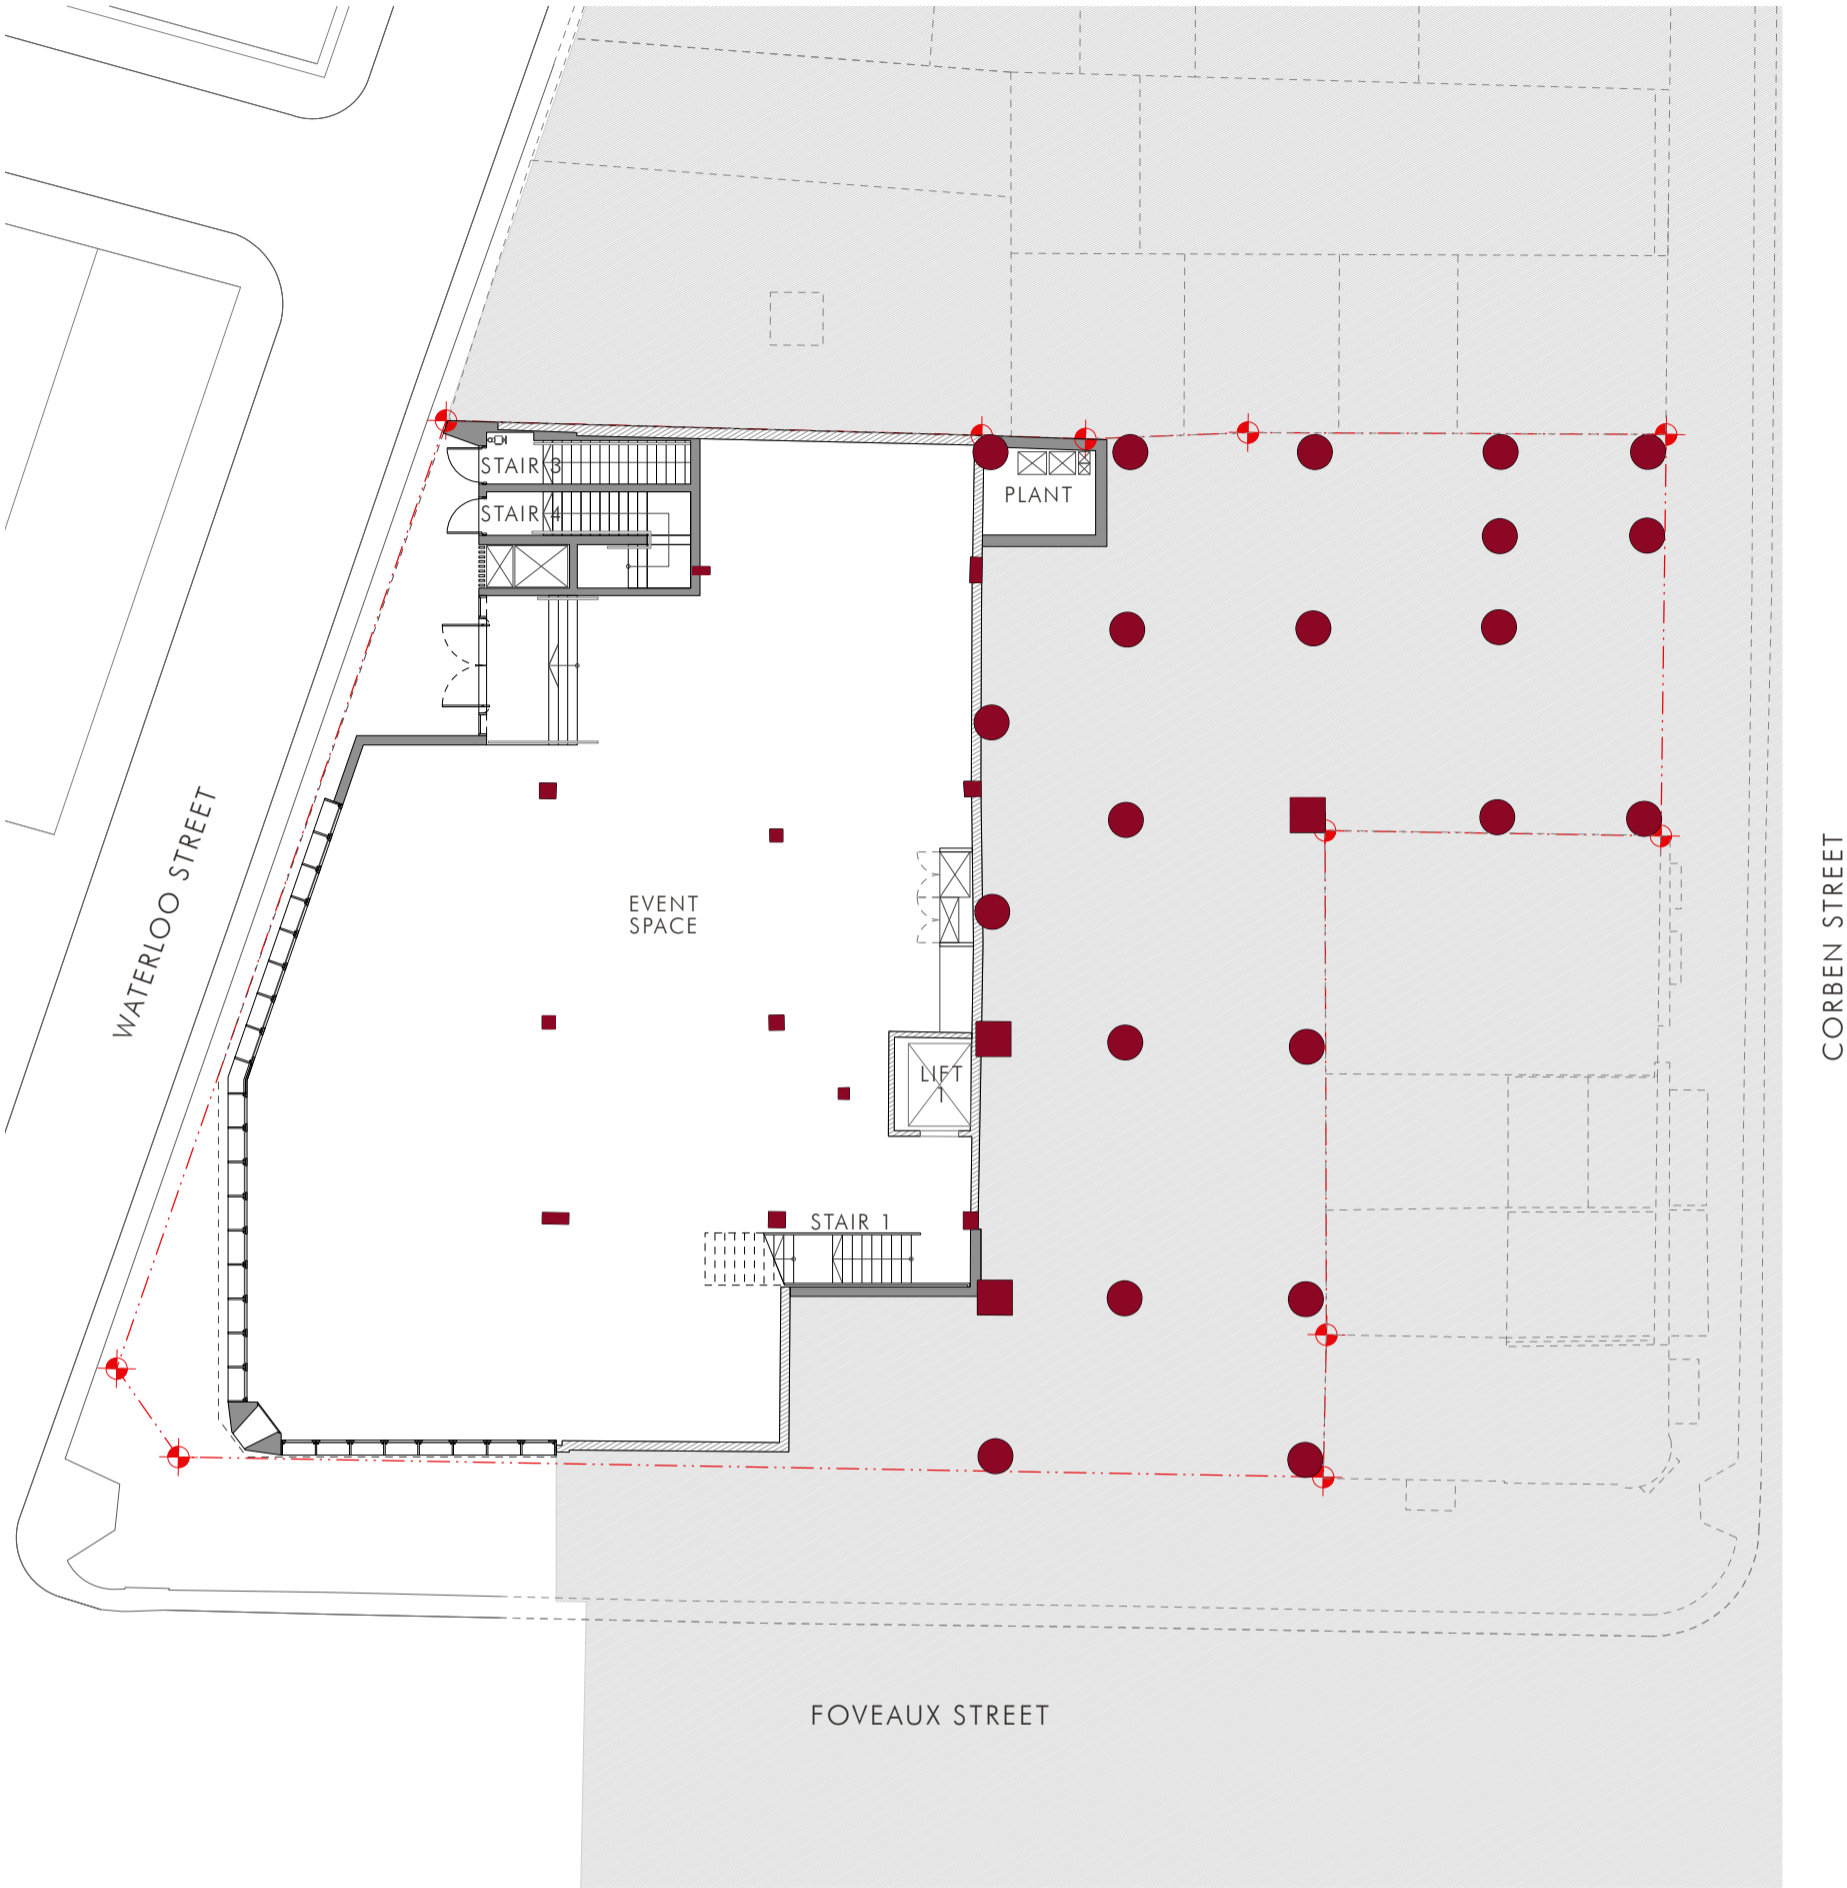 STAIR 3
PLANT
STAIR 4
WATERLOO STREET
EVENT
SPACE
CORBEN STREET
LIFT
1
STAIR 1
FOVEAUX STREET